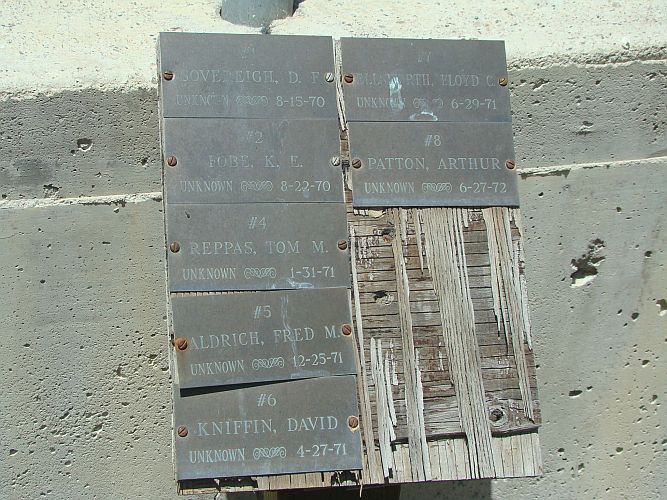 #1
SOVEREIGH, D. F.
UNKNOWN 8-15-70
#2
K. E.
UNKNOWN 8-22-70
#4
REPPAS, TOM M.
UNKNOWN 1-31-71
#5
ALDRICH, FRED M.
UNKNOWN 12-25-71
#6
KNIFFIN, DAVID
UNKNOWN 4-27-71
#7
C.
UNKNOWN 6-29-71
#8
PATTON, ARTHUR
UNKNOWN 6-27-72